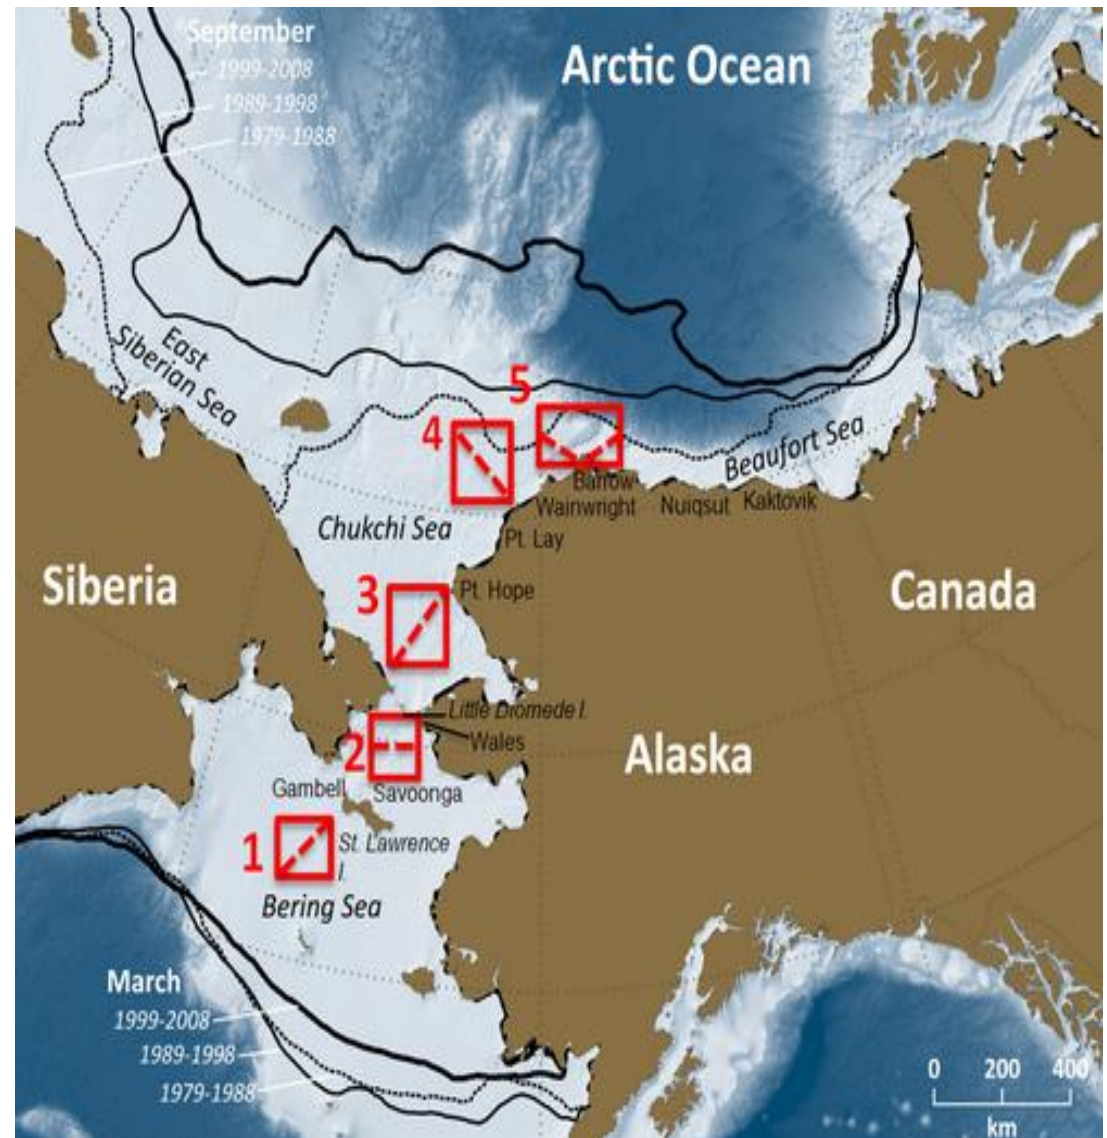 September
1999-2008
1989-1998
1979-1988
Arctic Ocean
East
Siberian Sea
5
4
Beaufort Sea
Barrow
Wainwright
Nuiqsut
Kaktovik
Chukchi Sea
Pt. Lay
Siberia
3
Pt. Hope
Canada
Little Diomede I.
2
Wales
Alaska
Gambell
Savoonga
1
St. Lawrence
I.
Bering Sea
March
1999-2008
1989-1998
1979-1988
0 200 400
km